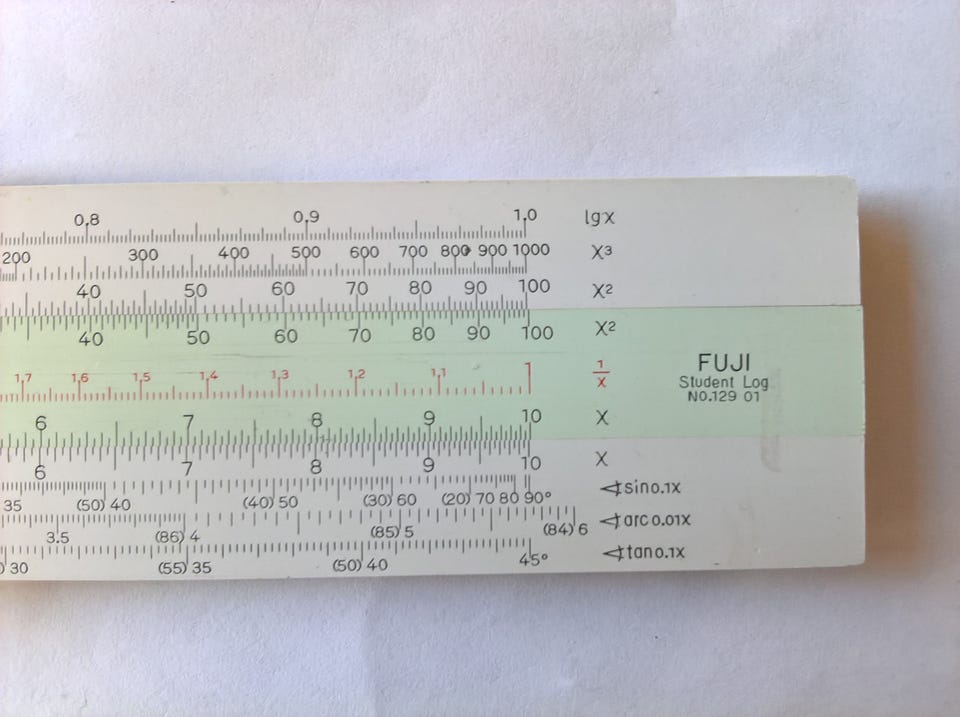 0,8 0,9 1,0 lgx
200 300 400 500 600 700 800 900 1000 x³
40 50 60 70 80 90 100 x²
40 50 60 70 80 90 100 x²
1,7 1,6 1,5 1,4 1,3 1,2 1,1 1 1/x
FUJI
Student Log
NO.129 01
6 7 8 9 10 x
6 7 8 9 10 x
35 (50) 40 (40) 50 (30) 60 (20) 70 80 90° ∢sin0.1x
3.5 (86) 4 (85) 5 (84) 6 ∢arc0.01x
) 30 (55) 35 (50) 40 45° ∢tan0.1x